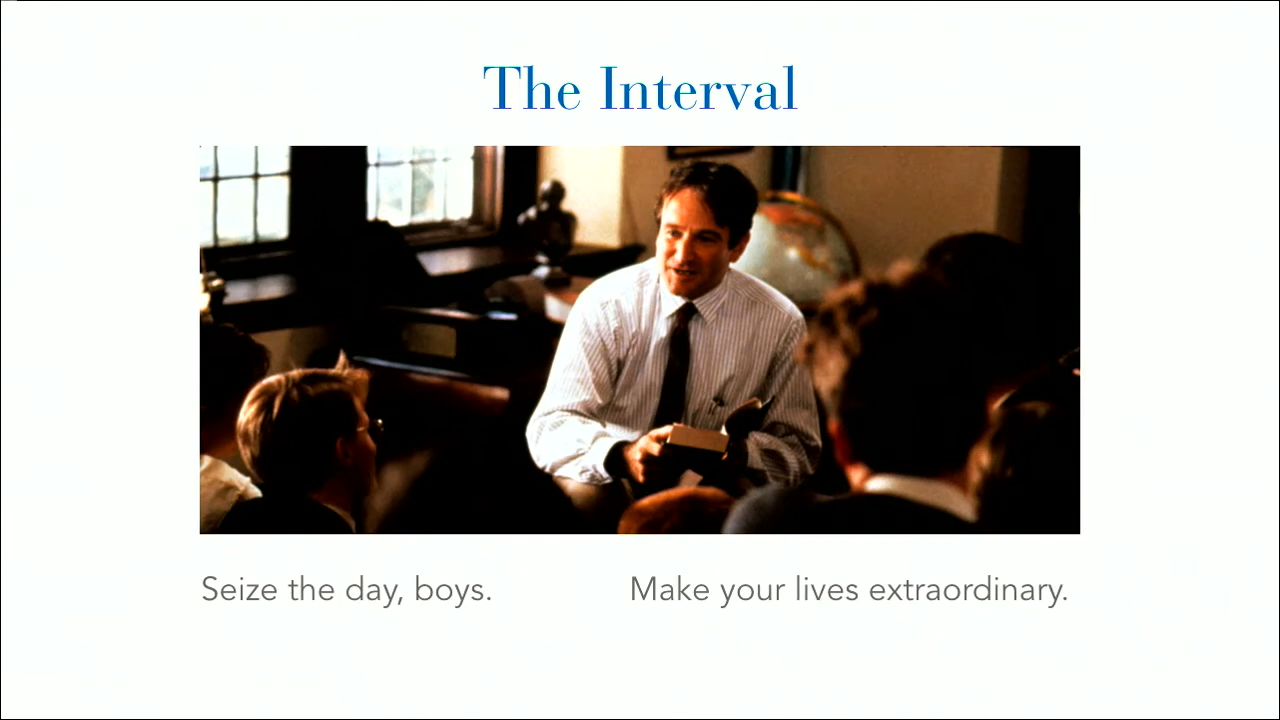 The Interval
Seize the day, boys. Make your lives extraordinary.